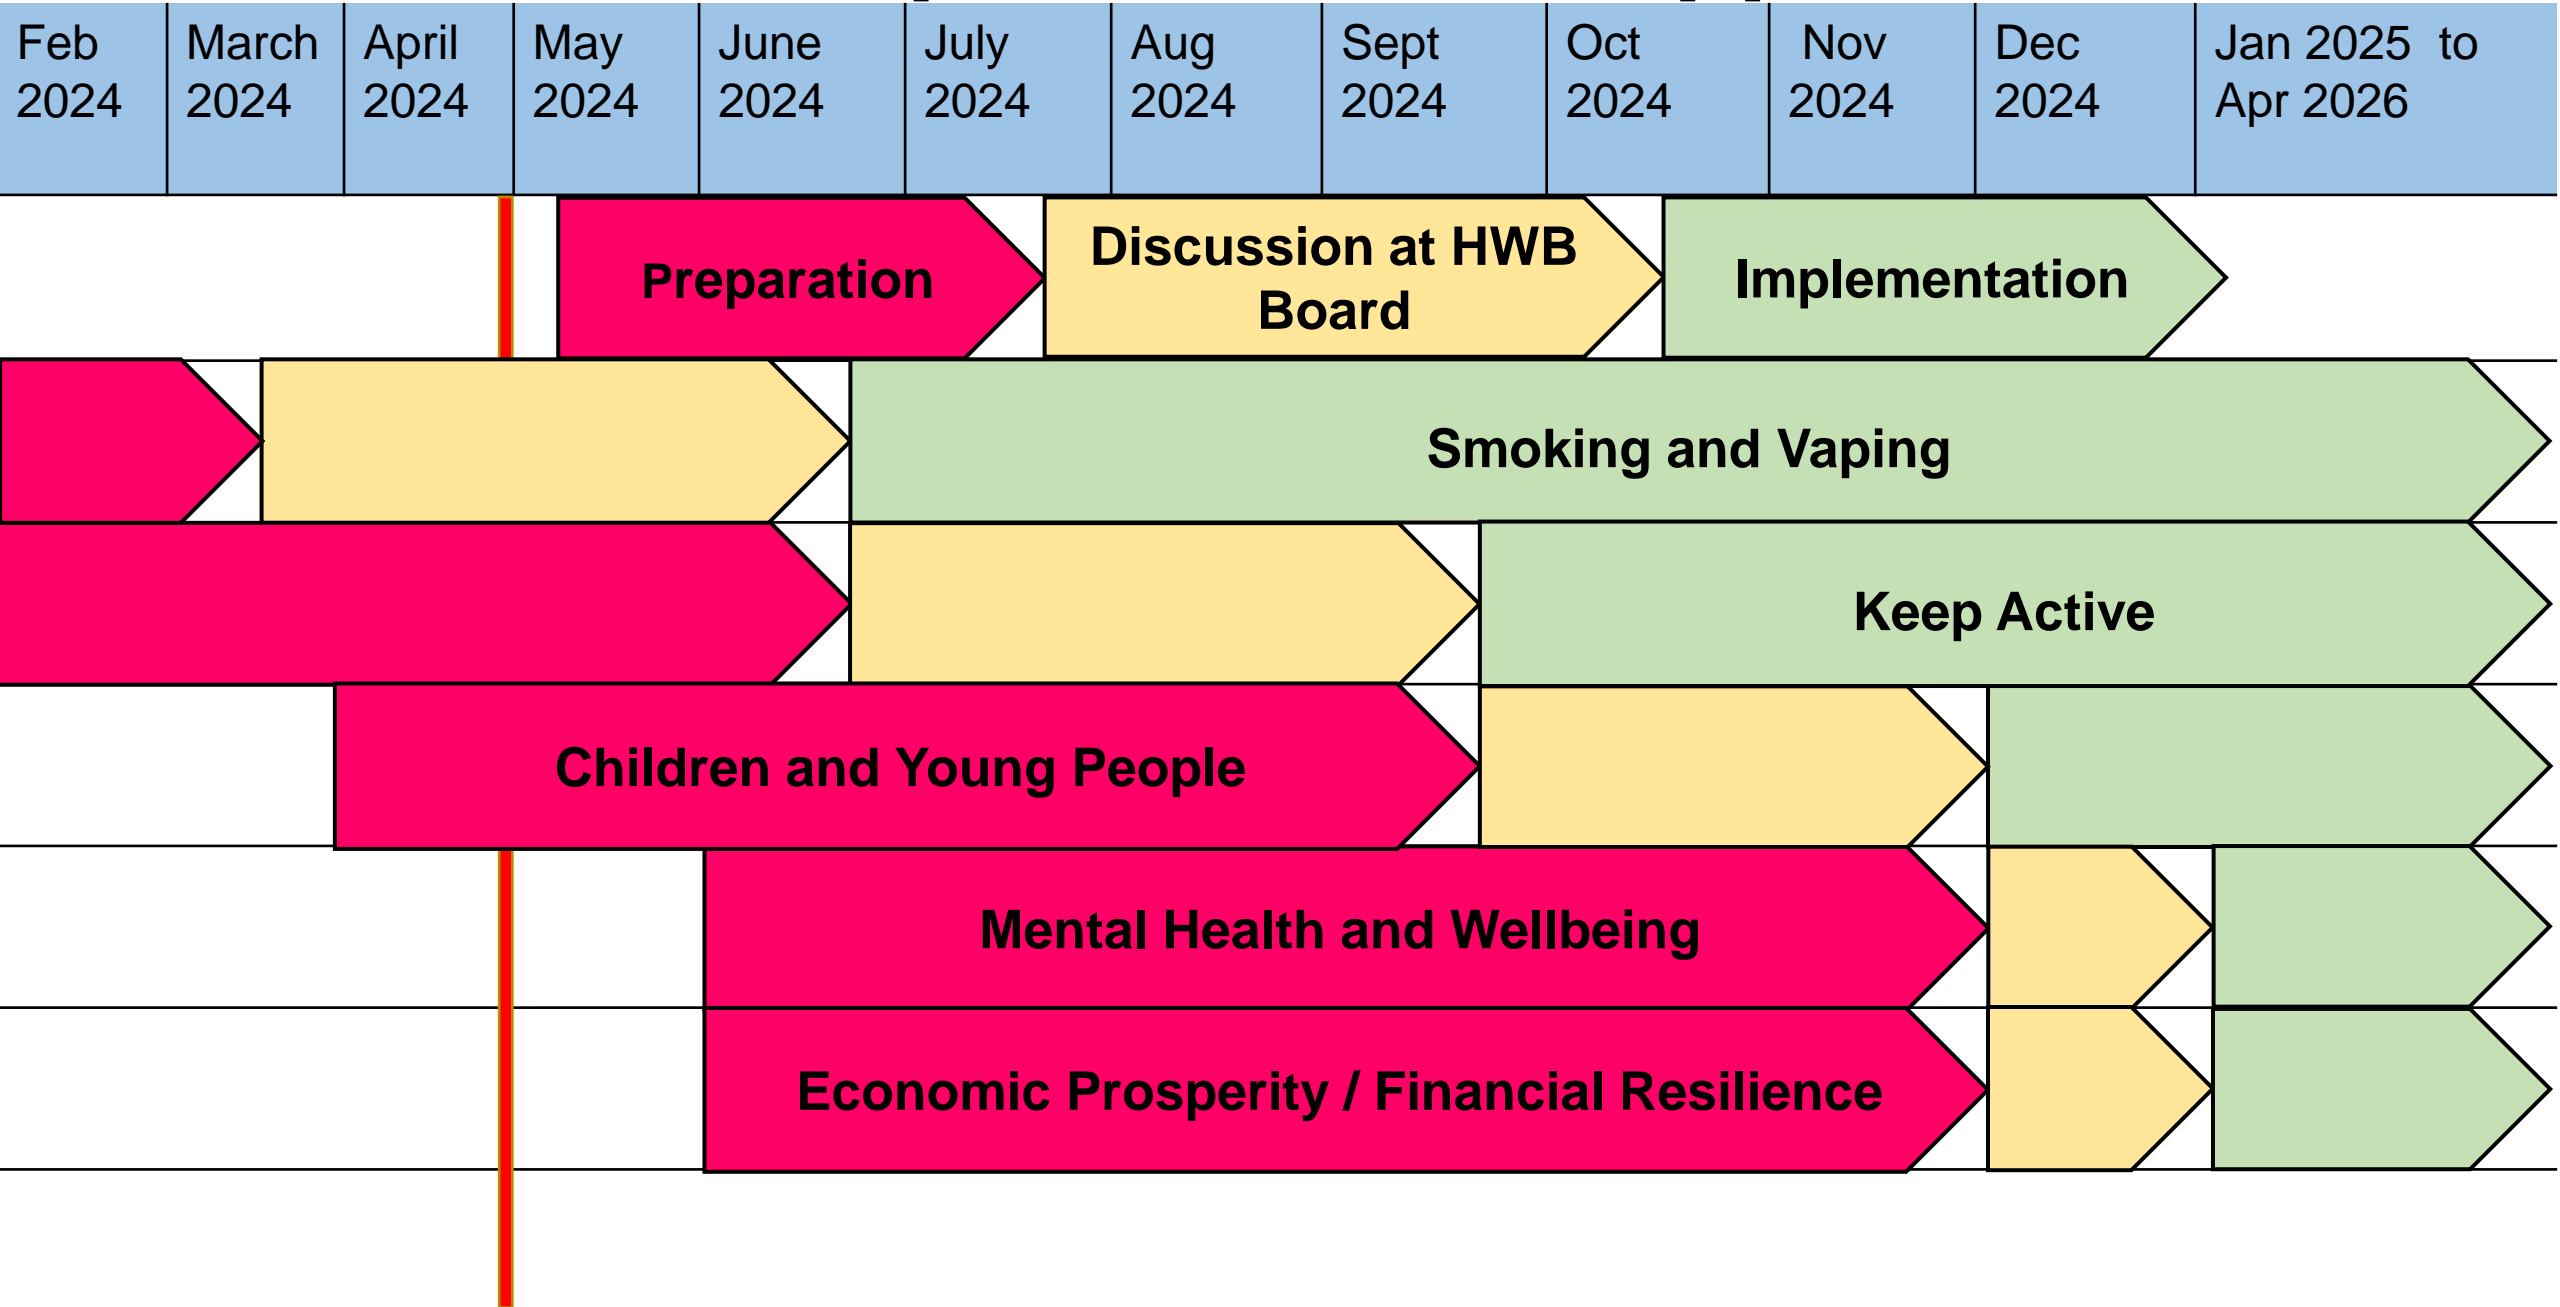 Feb 2024
March 2024
April 2024
May 2024
June 2024
July 2024
Aug 2024
Sept 2024
Oct 2024
Nov 2024
Dec 2024
Jan 2025 to
Apr 2026
Preparation
Discussion at HWB
Board
Implementation
Smoking and Vaping
Keep Active
Children and Young People
Mental Health and Wellbeing
Economic Prosperity / Financial Resilience